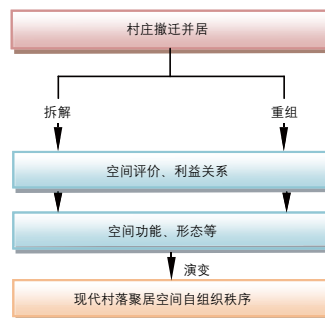 村庄撤迁并居
拆解
重组
空间评价、利益关系
空间功能、形态等
演变
现代村落聚居空间自组织秩序